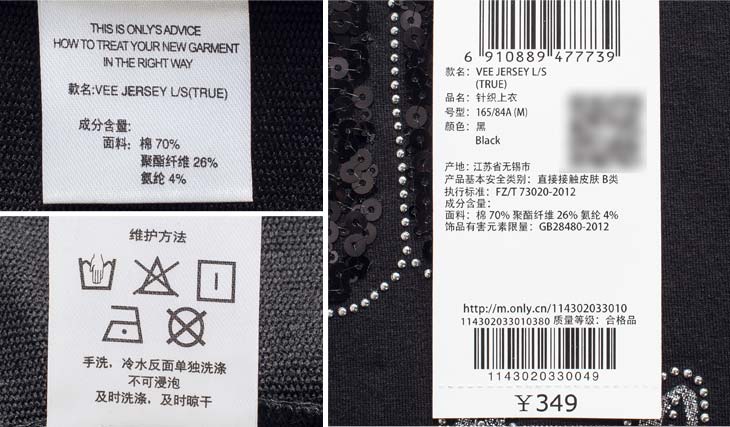 THIS IS ONLY'S ADVICE
HOW TO TREAT YOUR NEW GARMENT
IN THE RIGHT WAY
款名:VEE JERSEY L/S(TRUE)
成分含量:
面料: 棉 70%
聚酯纤维 26%
氨纶 4%
维护方法
手洗，冷水反面单独洗涤
不可浸泡
及时洗涤，及时晾干
6 910889 477739
款名: VEE JERSEY L/S
(TRUE)
品名: 针织上衣
号型: 165/84A (M)
颜色: 黑
Black
产地: 江苏省无锡市
产品基本安全类别: 直接接触皮肤 B类
执行标准: FZ/T 73020-2012
成分含量:
面料: 棉 70% 聚酯纤维 26% 氨纶 4%
饰品有害元素限量: GB28480-2012
http://m.only.cn/114302033010
114302033010380 质量等级: 合格品
1143020330049
￥349